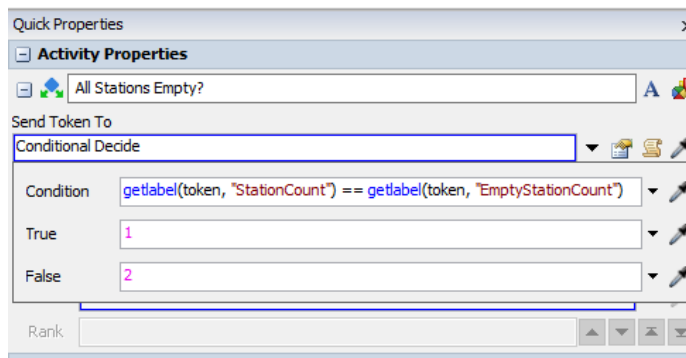 Quick Properties
Activity Properties
All Stations Empty?
A
Send Token To
Conditional Decide
Condition getlabel(token, "StationCount") == getlabel(token, "EmptyStationCount")
True 1
False 2
Rank